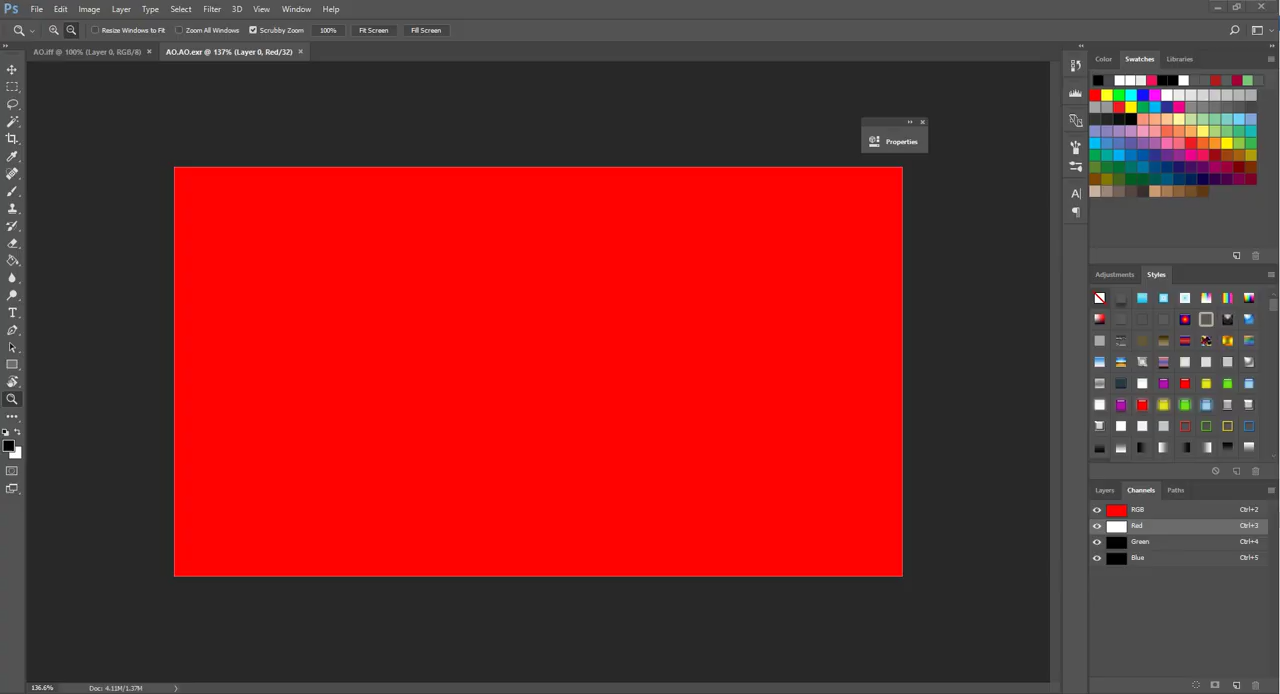 Ps File Edit Image Layer Type Select Filter 3D View Window Help
Resize Windows to Fit Zoom All Windows Scrubby Zoom 100% Fit Screen Fill Screen
AO.iff @ 100% (Layer 0, RGB/8) × AO.AO.exr @ 137% (Layer 0, Red/32) ×
Color Swatches Libraries
Properties
Adjustments Styles
Layers Channels Paths
RGB Ctrl+2
Red Ctrl+3
Green Ctrl+4
Blue Ctrl+5
136.6% Doc: 4.11M/1.37M